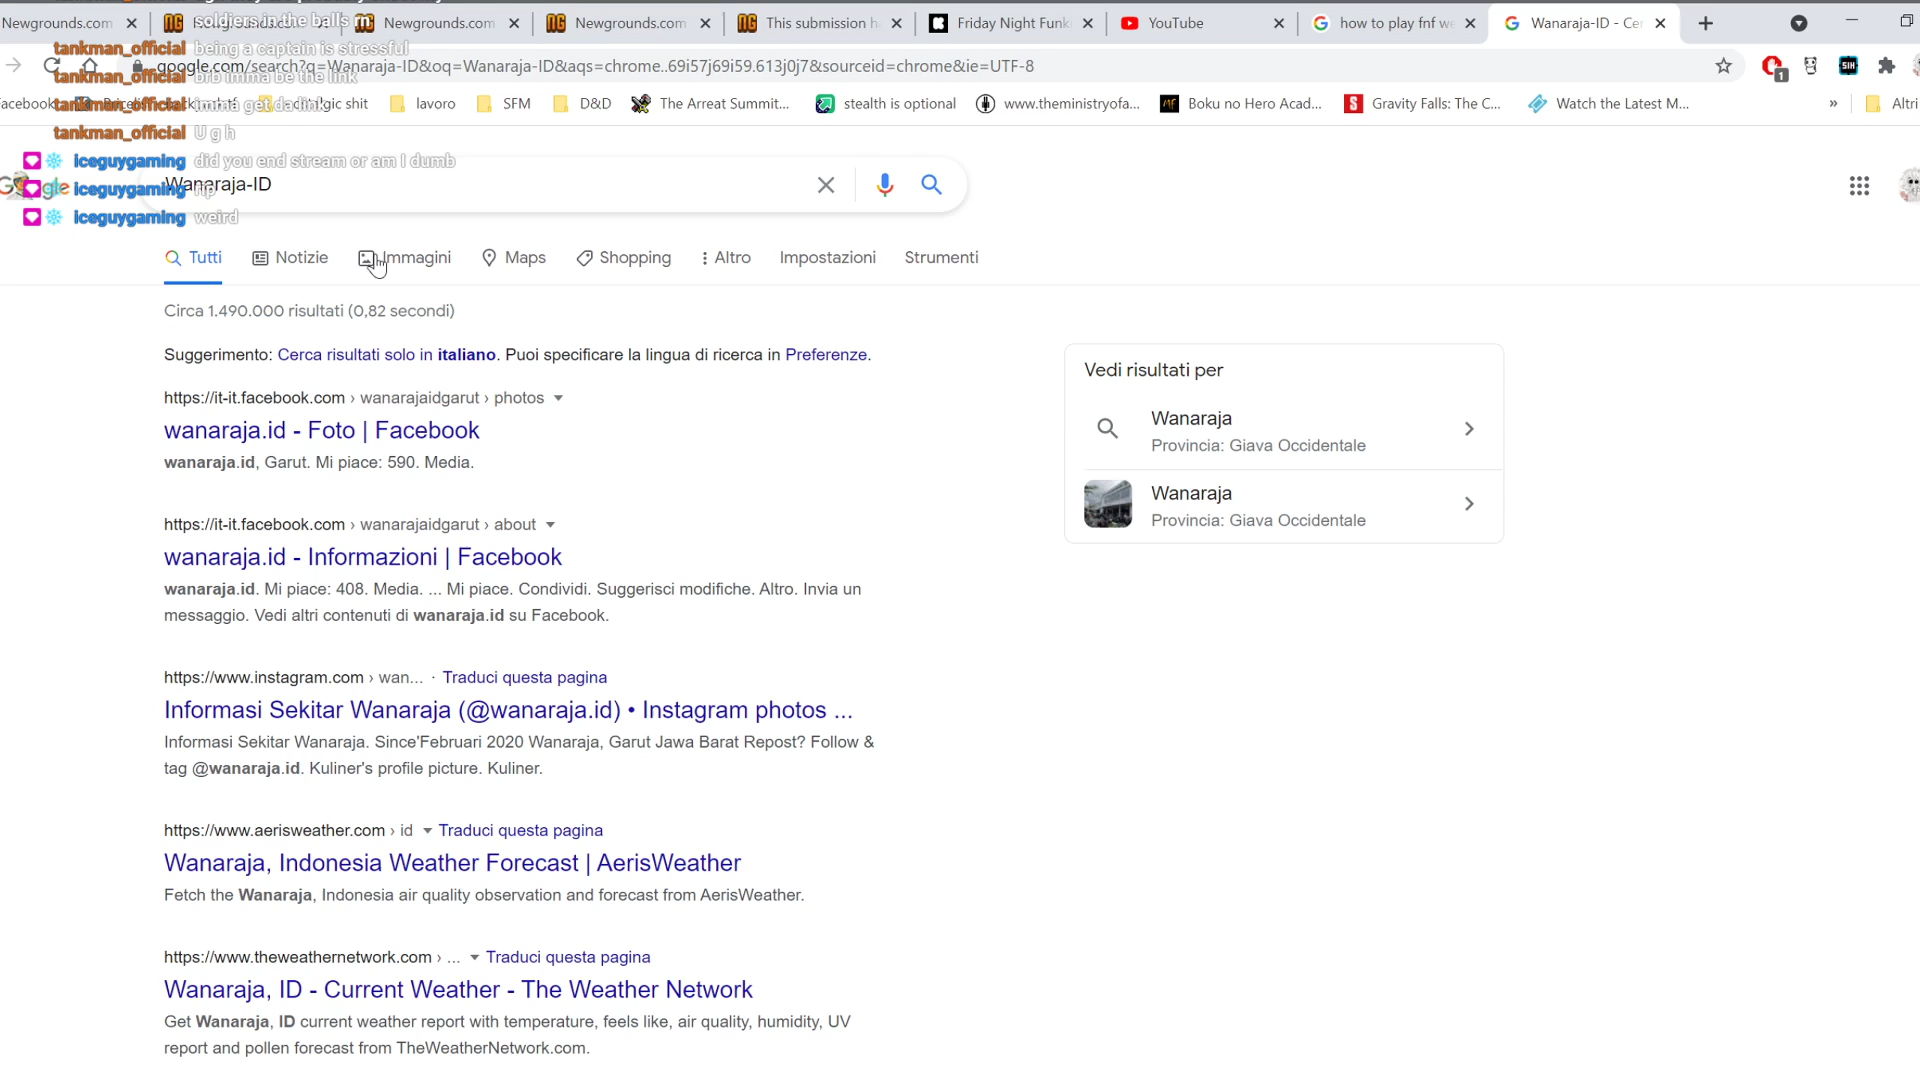 soldiers in the balls
Newgrounds.com
Newgrounds.com
Newgrounds.com
This submission h
Friday Night Funk
YouTube
how to play fnf we
Wanaraja-ID - Ce
tankman_official being a captain is stressful
google.com/search?q=Wanaraja-ID&oq=Wanaraja-ID&aqs=chrome..69i57j69i59.613j0j7&sourceid=chrome&ie=UTF-8
tankman_official brb imma be the link
1
SIH
acebook
tankman_official imma get da link
gic shit
lavoro
SFM
D&D
The Arreat Summit...
stealth is optional
www.theministryofa...
Boku no Hero Acad...
Gravity Falls: The C...
Watch the Latest M...
»
Altri
tankman_official U g h
iceguygaming did you end stream or am I dumb
Wanaraja-ID
iceguygaming rip
iceguygaming weird
Tutti
Notizie
Immagini
Maps
Shopping
Altro
Impostazioni
Strumenti
Circa 1.490.000 risultati (0,82 secondi)
Suggerimento: Cerca risultati solo in italiano. Puoi specificare la lingua di ricerca in Preferenze.
https://it-it.facebook.com › wanarajaidgarut › photos
wanaraja.id - Foto | Facebook
wanaraja.id, Garut. Mi piace: 590. Media.
https://it-it.facebook.com › wanarajaidgarut › about
wanaraja.id - Informazioni | Facebook
wanaraja.id. Mi piace: 408. Media. ... Mi piace. Condividi. Suggerisci modifiche. Altro. Invia un
messaggio. Vedi altri contenuti di wanaraja.id su Facebook.
https://www.instagram.com › wan... · Traduci questa pagina
Informasi Sekitar Wanaraja (@wanaraja.id) • Instagram photos ...
Informasi Sekitar Wanaraja. Since'Februari 2020 Wanaraja, Garut Jawa Barat Repost? Follow &
tag @wanaraja.id. Kuliner's profile picture. Kuliner.
https://www.aerisweather.com › id Traduci questa pagina
Wanaraja, Indonesia Weather Forecast | AerisWeather
Fetch the Wanaraja, Indonesia air quality observation and forecast from AerisWeather.
https://www.theweathernetwork.com › ... Traduci questa pagina
Wanaraja, ID - Current Weather - The Weather Network
Get Wanaraja, ID current weather report with temperature, feels like, air quality, humidity, UV
report and pollen forecast from TheWeatherNetwork.com.
Vedi risultati per
Wanaraja
Provincia: Giava Occidentale
Wanaraja
Provincia: Giava Occidentale